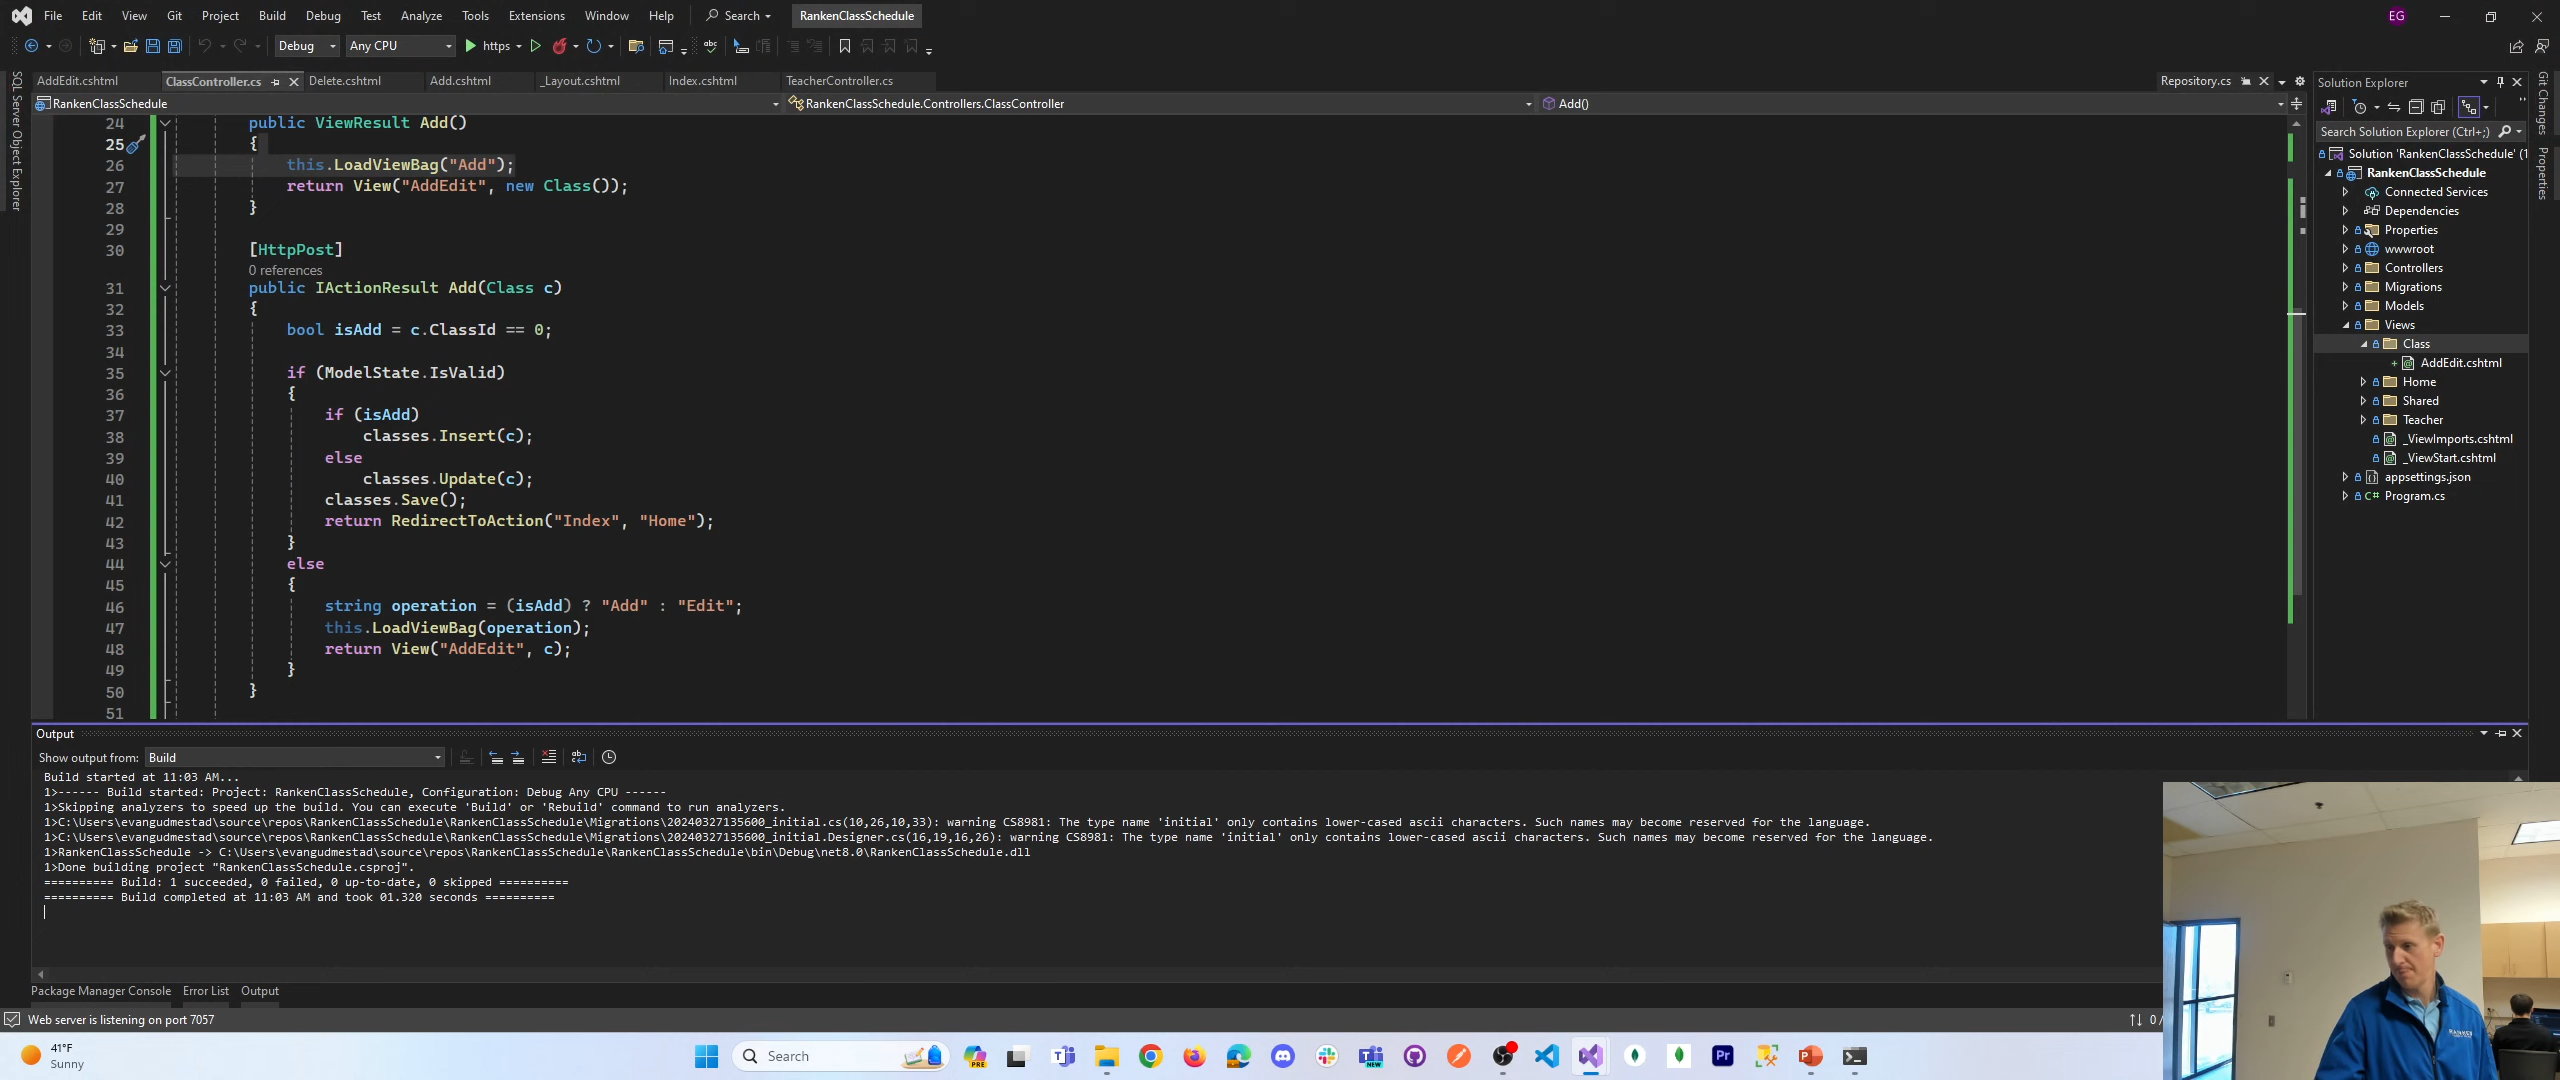 File Edit View Git Project Build Debug Test Analyze Tools Extensions Window Help Search RankenClassSchedule EG
Debug Any CPU https
AddEdit.cshtml ClassController.cs Delete.cshtml Add.cshtml _Layout.cshtml Index.cshtml TeacherController.cs Repository.cs
RankenClassSchedule RankenClassSchedule.Controllers.ClassController Add()
SQL Server Object Explorer
24 public ViewResult Add()
25 {
26 this.LoadViewBag("Add");
27 return View("AddEdit", new Class());
28 }
29
30 [HttpPost]
0 references
31 public IActionResult Add(Class c)
32 {
33 bool isAdd = c.ClassId == 0;
34
35 if (ModelState.IsValid)
36 {
37 if (isAdd)
38 classes.Insert(c);
39 else
40 classes.Update(c);
41 classes.Save();
42 return RedirectToAction("Index", "Home");
43 }
44 else
45 {
46 string operation = (isAdd) ? "Add" : "Edit";
47 this.LoadViewBag(operation);
48 return View("AddEdit", c);
49 }
50 }
51
Solution Explorer
Search Solution Explorer (Ctrl+;)
Solution 'RankenClassSchedule' (1
RankenClassSchedule
Connected Services
Dependencies
Properties
wwwroot
Controllers
Migrations
Models
Views
Class
AddEdit.cshtml
Home
Shared
Teacher
_ViewImports.cshtml
_ViewStart.cshtml
appsettings.json
Program.cs
Git Changes
Properties
Output
Show output from: Build
Build started at 11:03 AM...
1>------ Build started: Project: RankenClassSchedule, Configuration: Debug Any CPU ------
1>Skipping analyzers to speed up the build. You can execute 'Build' or 'Rebuild' command to run analyzers.
1>C:\Users\evangudmestad\source\repos\RankenClassSchedule\RankenClassSchedule\Migrations\20240327135600_initial.cs(10,26,10,33): warning CS8981: The type name 'initial' only contains lower-cased ascii characters. Such names may become reserved for the language.
1>C:\Users\evangudmestad\source\repos\RankenClassSchedule\RankenClassSchedule\Migrations\20240327135600_initial.Designer.cs(16,19,16,26): warning CS8981: The type name 'initial' only contains lower-cased ascii characters. Such names may become reserved for the language.
1>RankenClassSchedule -> C:\Users\evangudmestad\source\repos\RankenClassSchedule\RankenClassSchedule\bin\Debug\net8.0\RankenClassSchedule.dll
1>Done building project "RankenClassSchedule.csproj".
========== Build: 1 succeeded, 0 failed, 0 up-to-date, 0 skipped ==========
========== Build completed at 11:03 AM and took 01.320 seconds ==========
Package Manager Console Error List Output
Web server is listening on port 7057 0 /
41°F
Sunny
Search
PRE
NEW
Pr